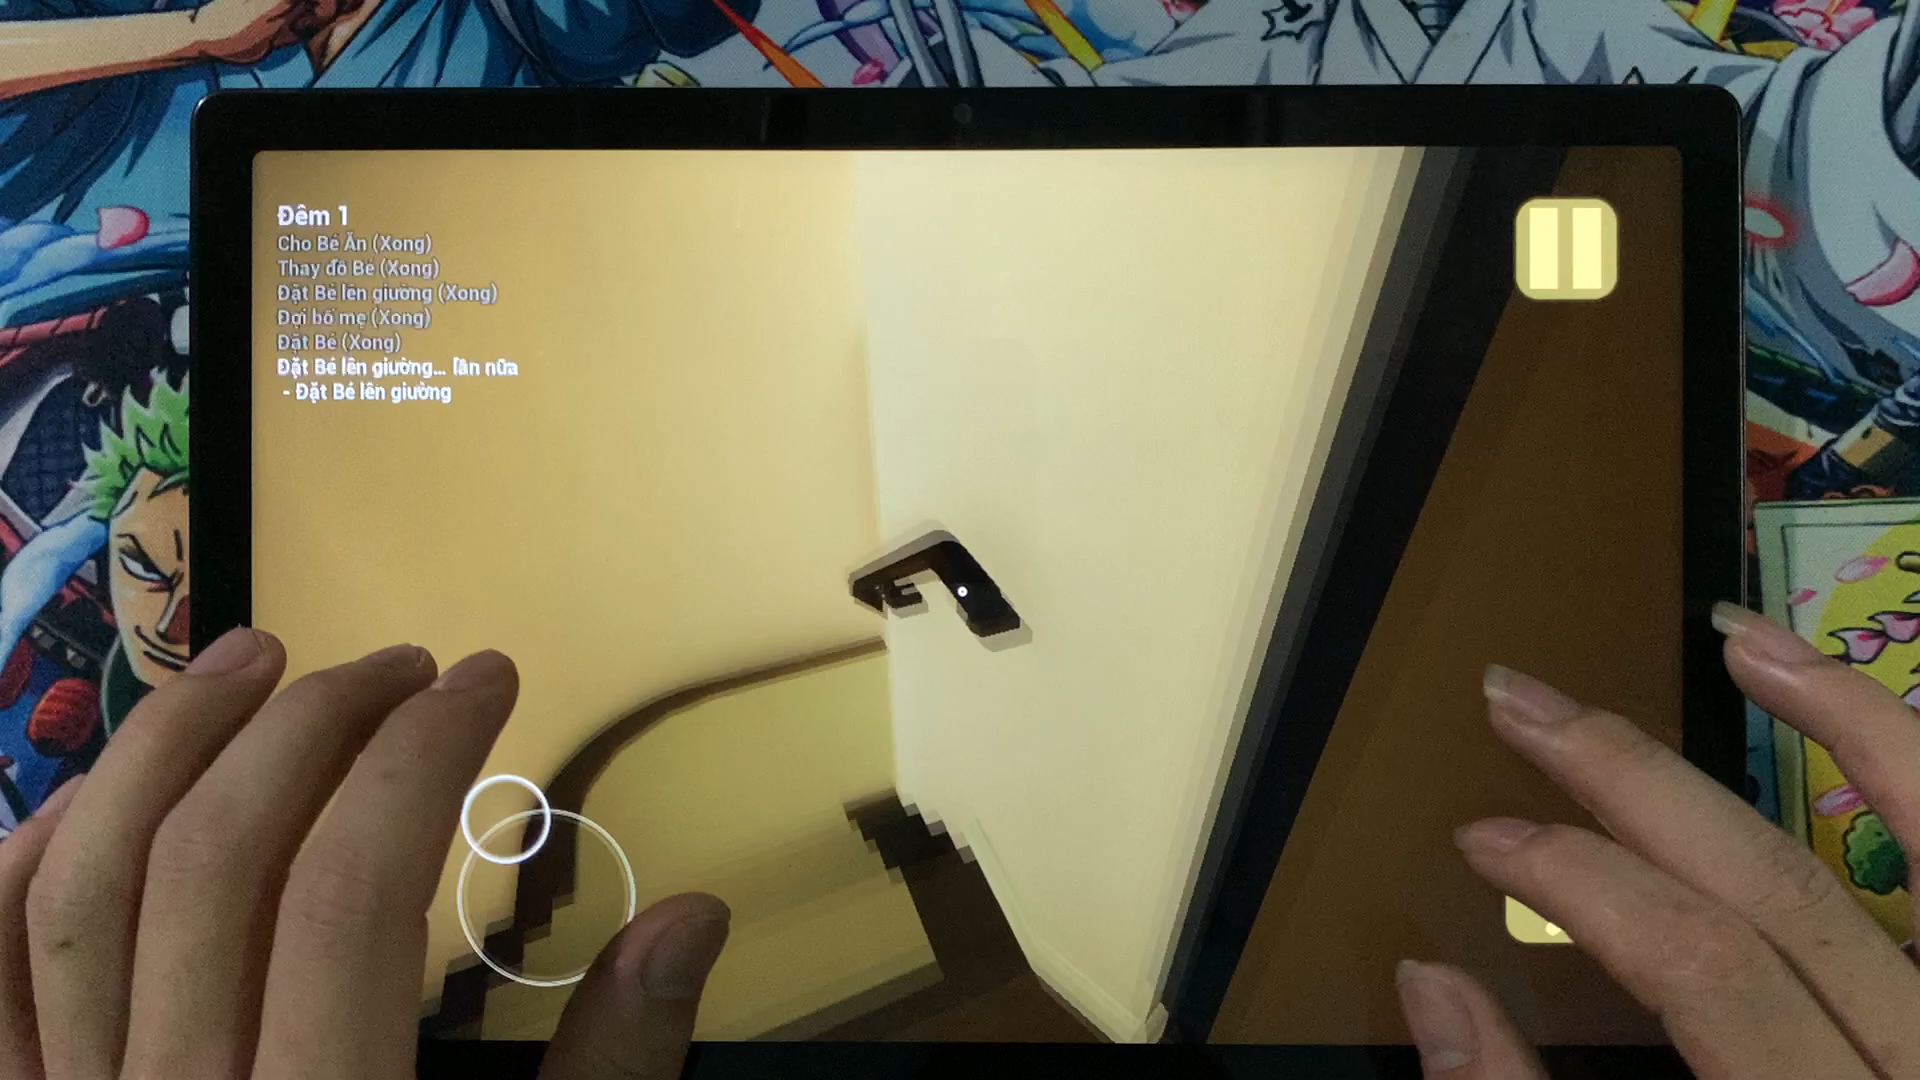 Đêm 1
Cho Bé Ăn (Xong)
Thay đồ Bé (Xong)
Đặt Bé lên giường (Xong)
Đợi bố mẹ (Xong)
Đặt Bé (Xong)
Đặt Bé lên giường... lần nữa
- Đặt Bé lên giường